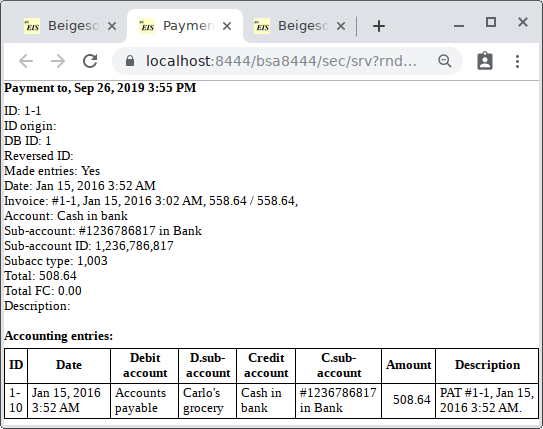 Beigeso
Paymen
Beigeso
localhost:8444/bsa8444/sec/srv?rnd...
Payment to, Sep 26, 2019 3:55 PM
ID: 1-1
ID origin:
DB ID: 1
Reversed ID:
Made entries: Yes
Date: Jan 15, 2016 3:52 AM
Invoice: #1-1, Jan 15, 2016 3:02 AM, 558.64 / 558.64,
Account: Cash in bank
Sub-account: #1236786817 in Bank
Sub-account ID: 1,236,786,817
Subacc type: 1,003
Total: 508.64
Total FC: 0.00
Description:
Accounting entries:
ID Date Debit account D.sub-account Credit account C.sub-account Amount Description
1-10 Jan 15, 2016 3:52 AM Accounts payable Carlo's grocery Cash in bank #1236786817 in Bank 508.64 PAT #1-1, Jan 15, 2016 3:52 AM.